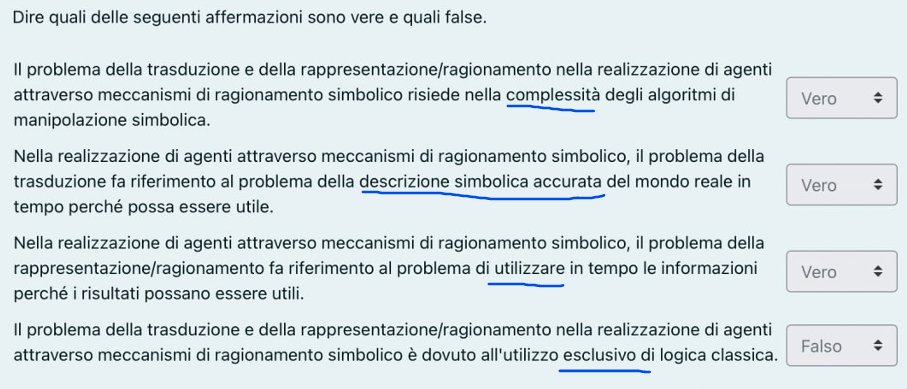 Dire quali delle seguenti affermazioni sono vere e quali false.
Il problema della trasduzione e della rappresentazione/ragionamento nella realizzazione di agenti
attraverso meccanismi di ragionamento simbolico risiede nella complessità degli algoritmi di
manipolazione simbolica.
Vero
Nella realizzazione di agenti attraverso meccanismi di ragionamento simbolico, il problema della
trasduzione fa riferimento al problema della descrizione simbolica accurata del mondo reale in
tempo perché possa essere utile.
Vero
Nella realizzazione di agenti attraverso meccanismi di ragionamento simbolico, il problema della
rappresentazione/ragionamento fa riferimento al problema di utilizzare in tempo le informazioni
perché i risultati possano essere utili.
Vero
Il problema della trasduzione e della rappresentazione/ragionamento nella realizzazione di agenti
attraverso meccanismi di ragionamento simbolico è dovuto all'utilizzo esclusivo di logica classica.
Falso